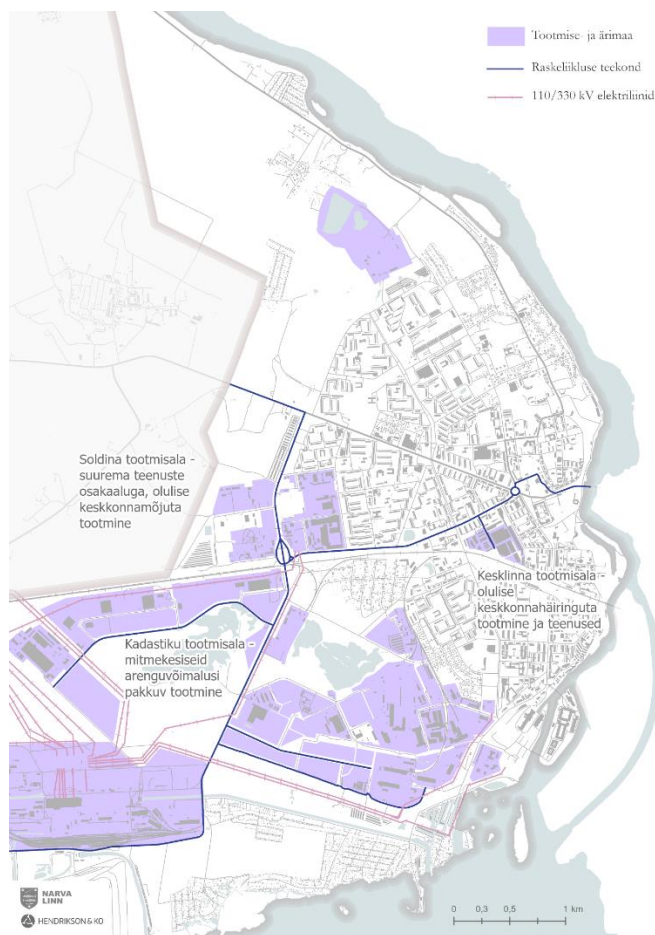 Tootmise- ja ärimaa
Raskeliikluse teekond
110/330 kV elektriliinid
Soldina tootmisala -
suurema teenuste
osakaaluga, olulise
keskkonnamõjuta
tootmine
Kesklinna tootmisala -
olulise
keskkonnahäiringuta
tootmine ja teenused
Kadastiku tootmisala -
mitmekesiseid
arenguvõimalusi
pakkuv tootmine
NARVA
LINN
HENDRIKSON & KO
0 0,3 0,5 1 km